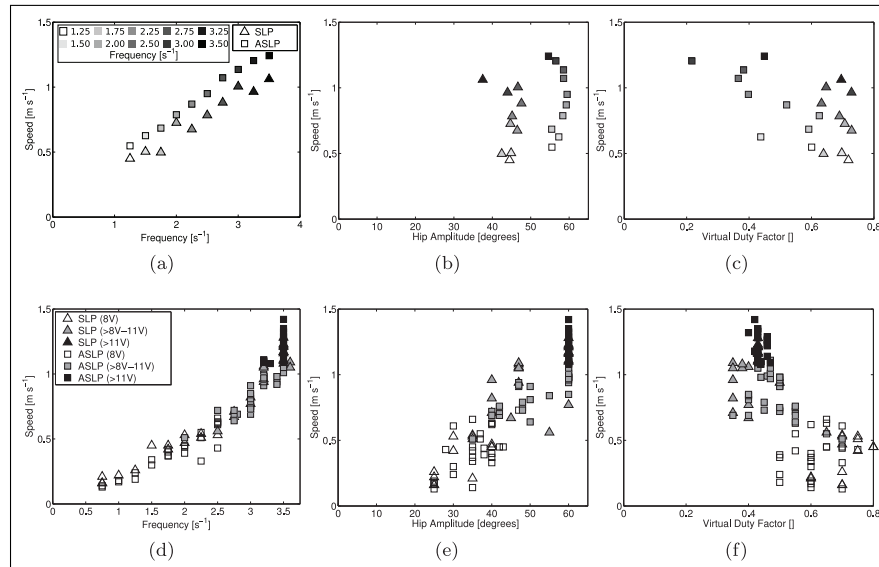 1.25 1.75 2.25 2.75 3.25
1.50 2.00 2.50 3.00 3.50
Frequency [s⁻¹]
SLP
ASLP
1.5
1
0.5
0
Speed [m s⁻¹]
0 1 2 3 4
Frequency [s⁻¹]
(a)
1.5
1
0.5
0
Speed [m s⁻¹]
0 10 20 30 40 50 60
Hip Amplitude [degrees]
(b)
1.5
1
0.5
0
Speed [m s⁻¹]
0 0.2 0.4 0.6 0.8
Virtual Duty Factor []
(c)
SLP (8V)
SLP (>8V−11V)
SLP (>11V)
ASLP (8V)
ASLP (>8V−11V)
ASLP (>11V)
1.5
1
0.5
0
Speed [m s⁻¹]
0 0.5 1 1.5 2 2.5 3 3.5
Frequency [s⁻¹]
(d)
1.5
1
0.5
0
Speed [m s⁻¹]
0 10 20 30 40 50 60
Hip Amplitude [degrees]
(e)
1.5
1
0.5
0
Speed [m s⁻¹]
0 0.2 0.4 0.6 0.8
Virtual Duty Factor []
(f)